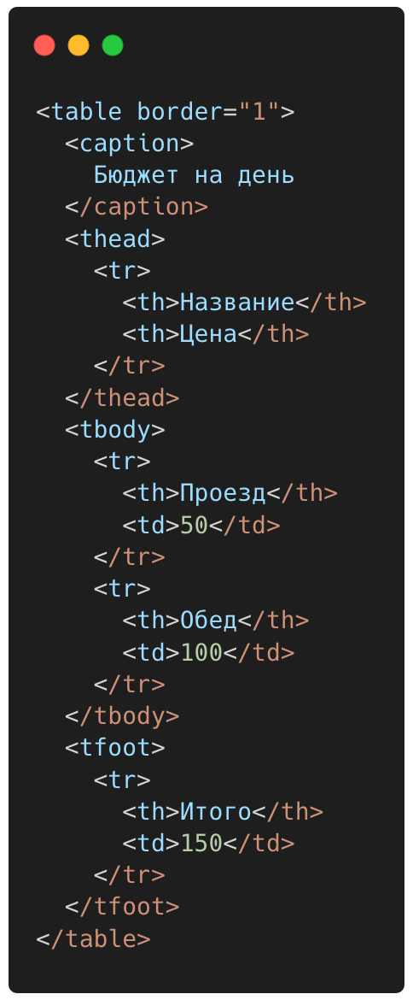 <table border="1">
<caption>
Бюджет на день
</caption>
<thead>
<tr>
<th>Название</th>
<th>Цена</th>
</tr>
</thead>
<tbody>
<tr>
<th>Проезд</th>
<td>50</td>
</tr>
<tr>
<th>Обед</th>
<td>100</td>
</tr>
</tbody>
<tfoot>
<tr>
<th>Итого</th>
<td>150</td>
</tr>
</tfoot>
</table>